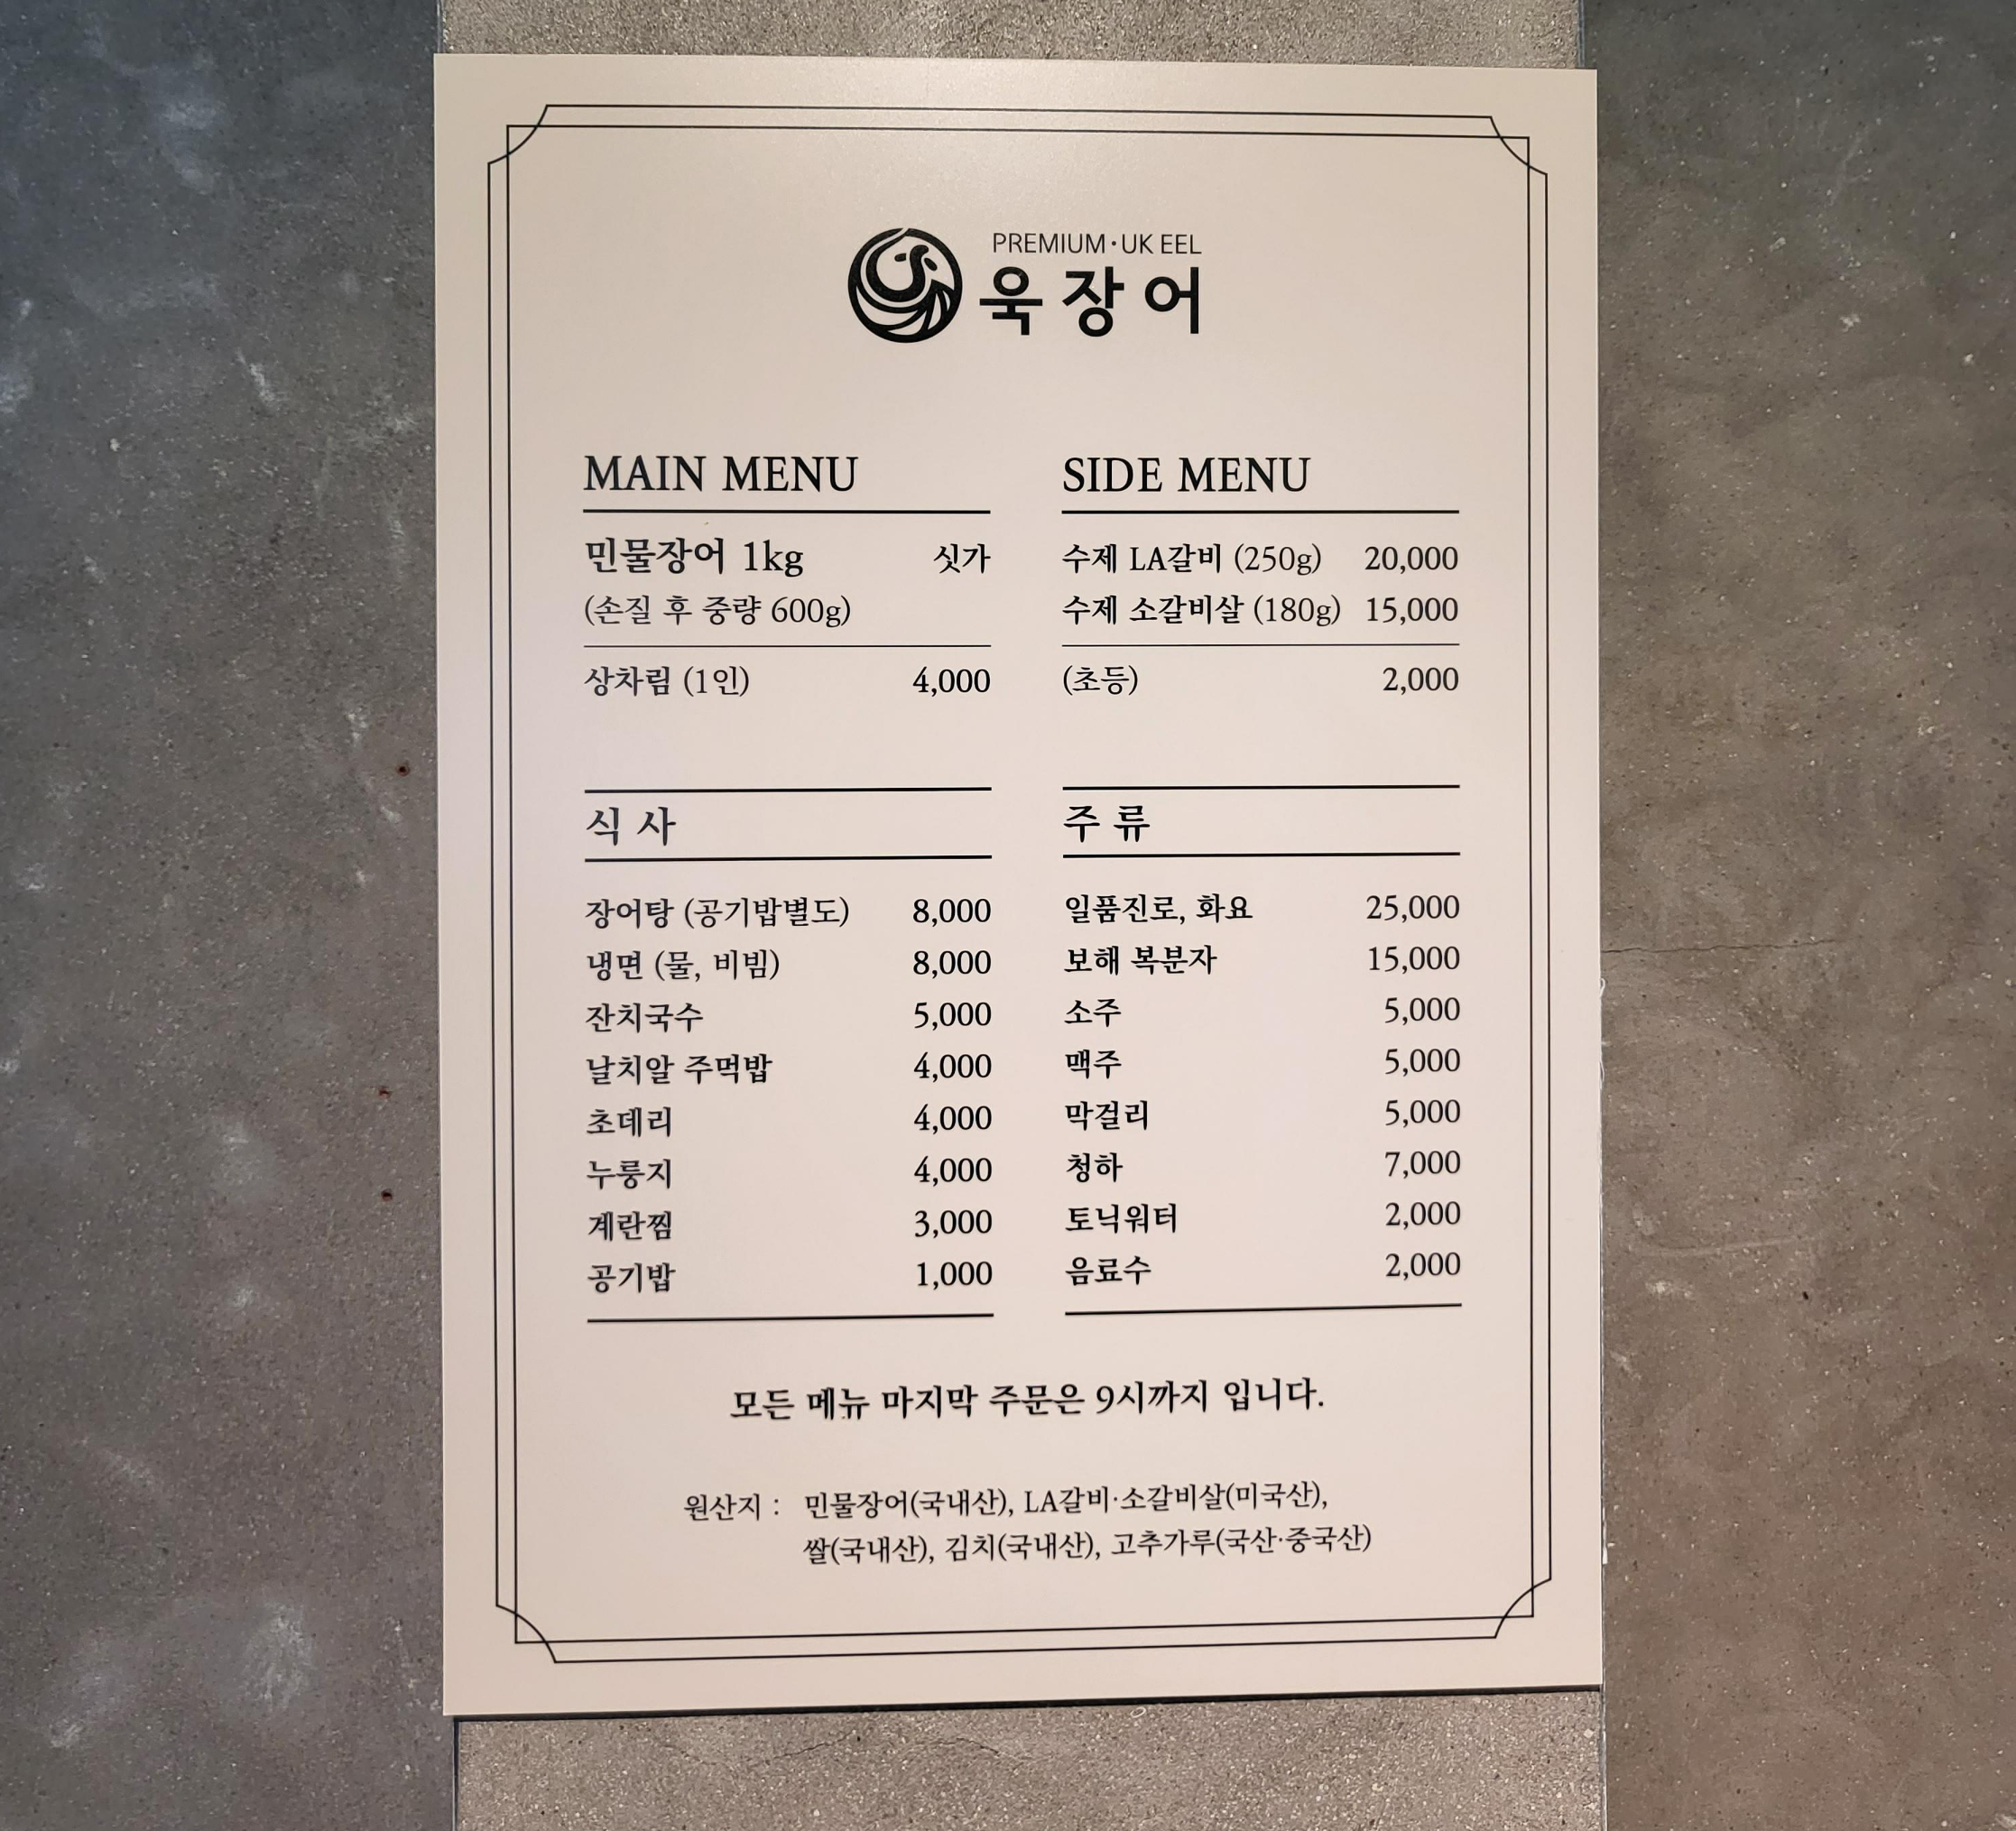 PREMIUM·UK EEL
욱장어
MAIN MENU
민물장어 1kg 싯가
(손질 후 중량 600g)
상차림 (1인) 4,000
SIDE MENU
수제 LA갈비 (250g) 20,000
수제 소갈비살 (180g) 15,000
(초등) 2,000
식 사
장어탕 (공기밥별도) 8,000
냉면 (물, 비빔) 8,000
잔치국수 5,000
날치알 주먹밥 4,000
초데리 4,000
누룽지 4,000
계란찜 3,000
공기밥 1,000
주 류
일품진로, 화요 25,000
보해 복분자 15,000
소주 5,000
맥주 5,000
막걸리 5,000
청하 7,000
토닉워터 2,000
음료수 2,000
모든 메뉴 마지막 주문은 9시까지 입니다.
원산지 : 민물장어(국내산), LA갈비·소갈비살(미국산),
쌀(국내산), 김치(국내산), 고추가루(국산·중국산)